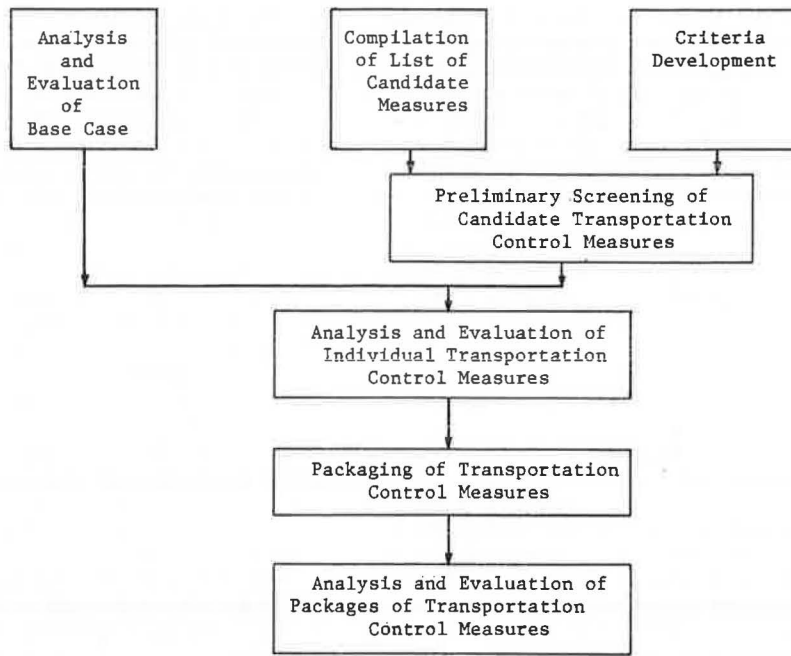 Analysis
and
Evaluation
of
Base Case
Compilation
of List of
Candidate
Measures
Criteria
Development
Preliminary Screening of
Candidate Transportation
Control Measures
Analysis and Evaluation of
Individual Transportation
Control Measures
Packaging of Transportation
Control Measures
Analysis and Evaluation of
Packages of Transportation
Control Measures